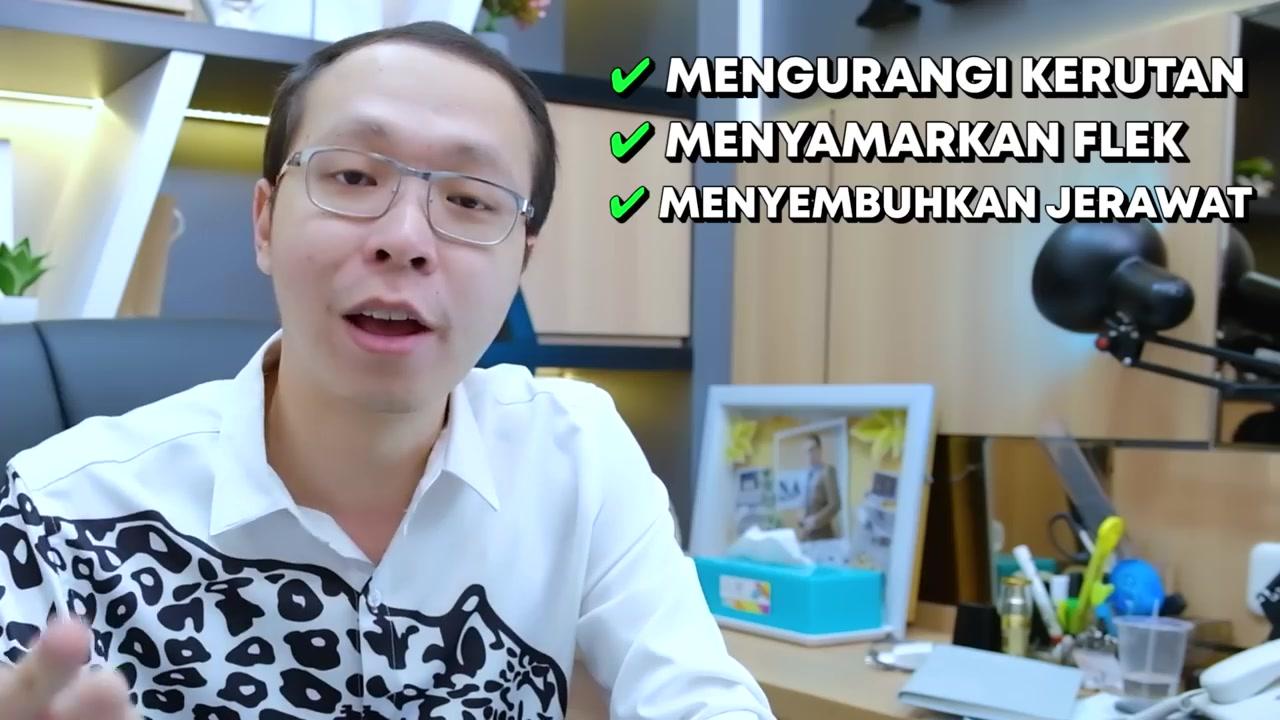 ✔ MENGURANGI KERUTAN
✔ MENYAMARKAN FLEK
✔ MENYEMBUHKAN JERAWAT